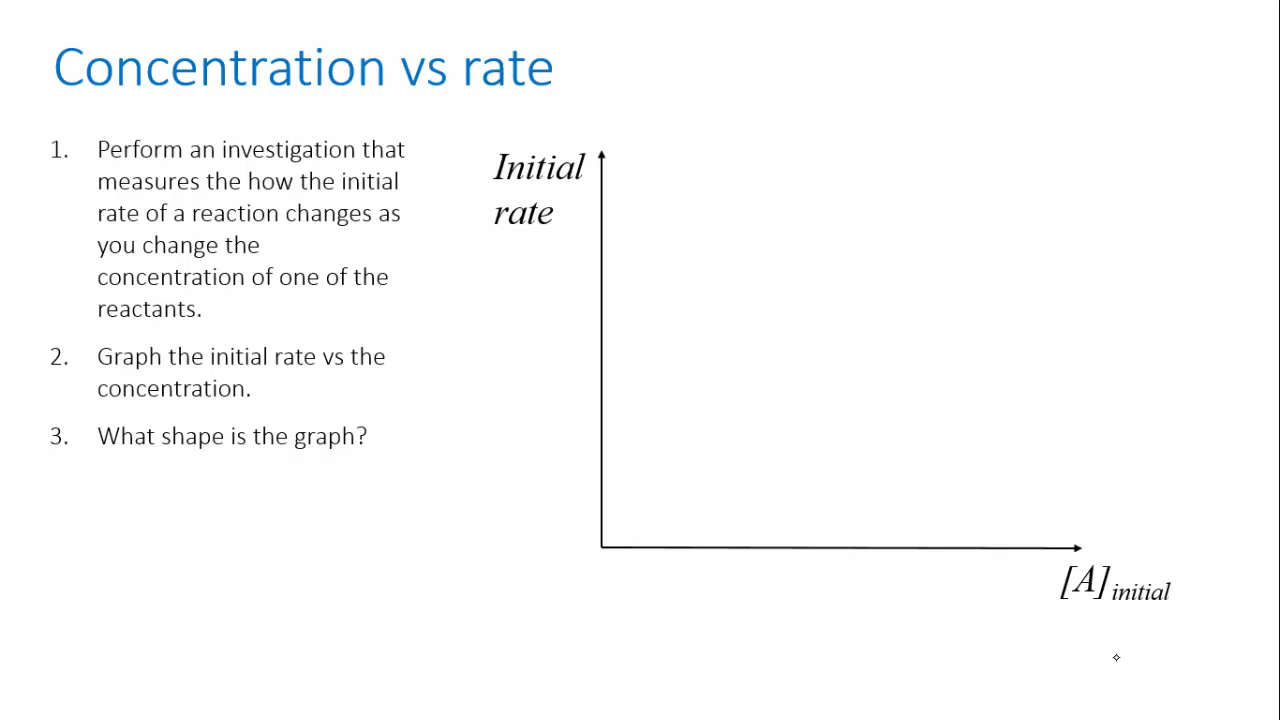 Concentration vs rate
1. Perform an investigation that
measures the how the initial
rate of a reaction changes as
you change the
concentration of one of the
reactants.
2. Graph the initial rate vs the
concentration.
3. What shape is the graph?
Initial
rate
[A]initial